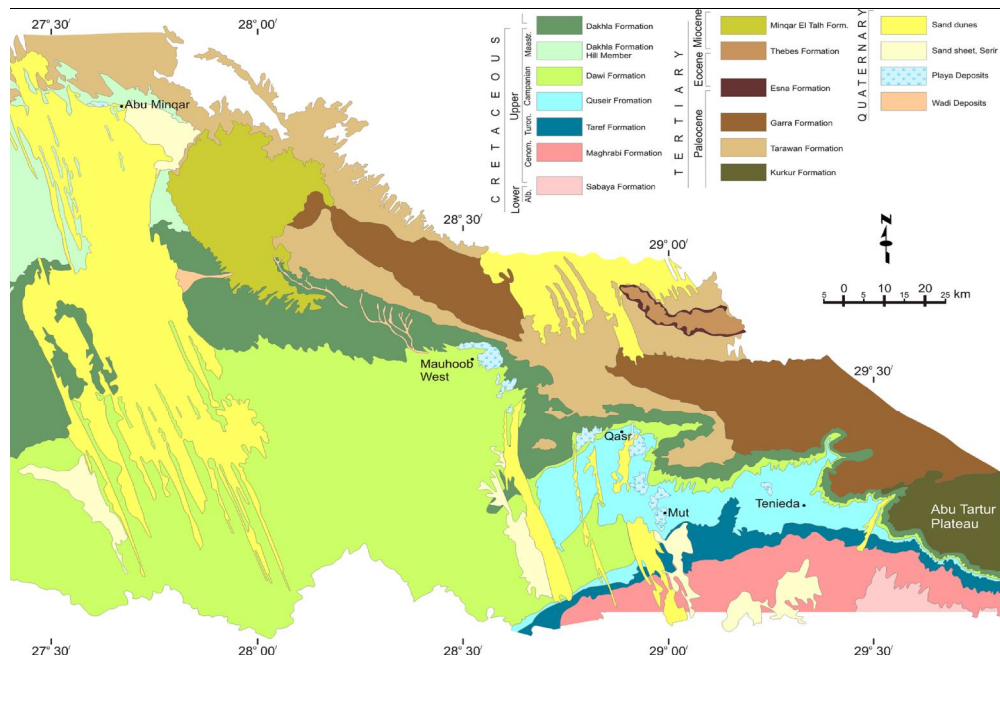 27° 30'
28° 00'
28° 30'
29° 00'
29° 30'
CRETACEOUS
Lower
Upper
Alb.
Cenom.
Turon.
Campanian
Maastr.
Dakhla Formation
Dakhla Formation
Hill Member
Dawi Formation
Quseir Fromation
Taref Formation
Maghrabi Formation
Sabaya Formation
TERTIARY
Paleocene
Eocene
Miocene
Minqar El Talh Form.
Thebes Formation
Esna Formation
Garra Formation
Tarawan Formation
Kurkur Formation
QUATERNARY
Sand dunes
Sand sheet, Serir
Playa Deposits
Wadi Deposits
N
5 0 5 10 15 20 25 km
Abu Minqar
Mauhoob
West
Qasr
Mut
Tenieda
Abu Tartur
Plateau
27° 30'
28° 00'
28° 30'
29° 00'
29° 30'